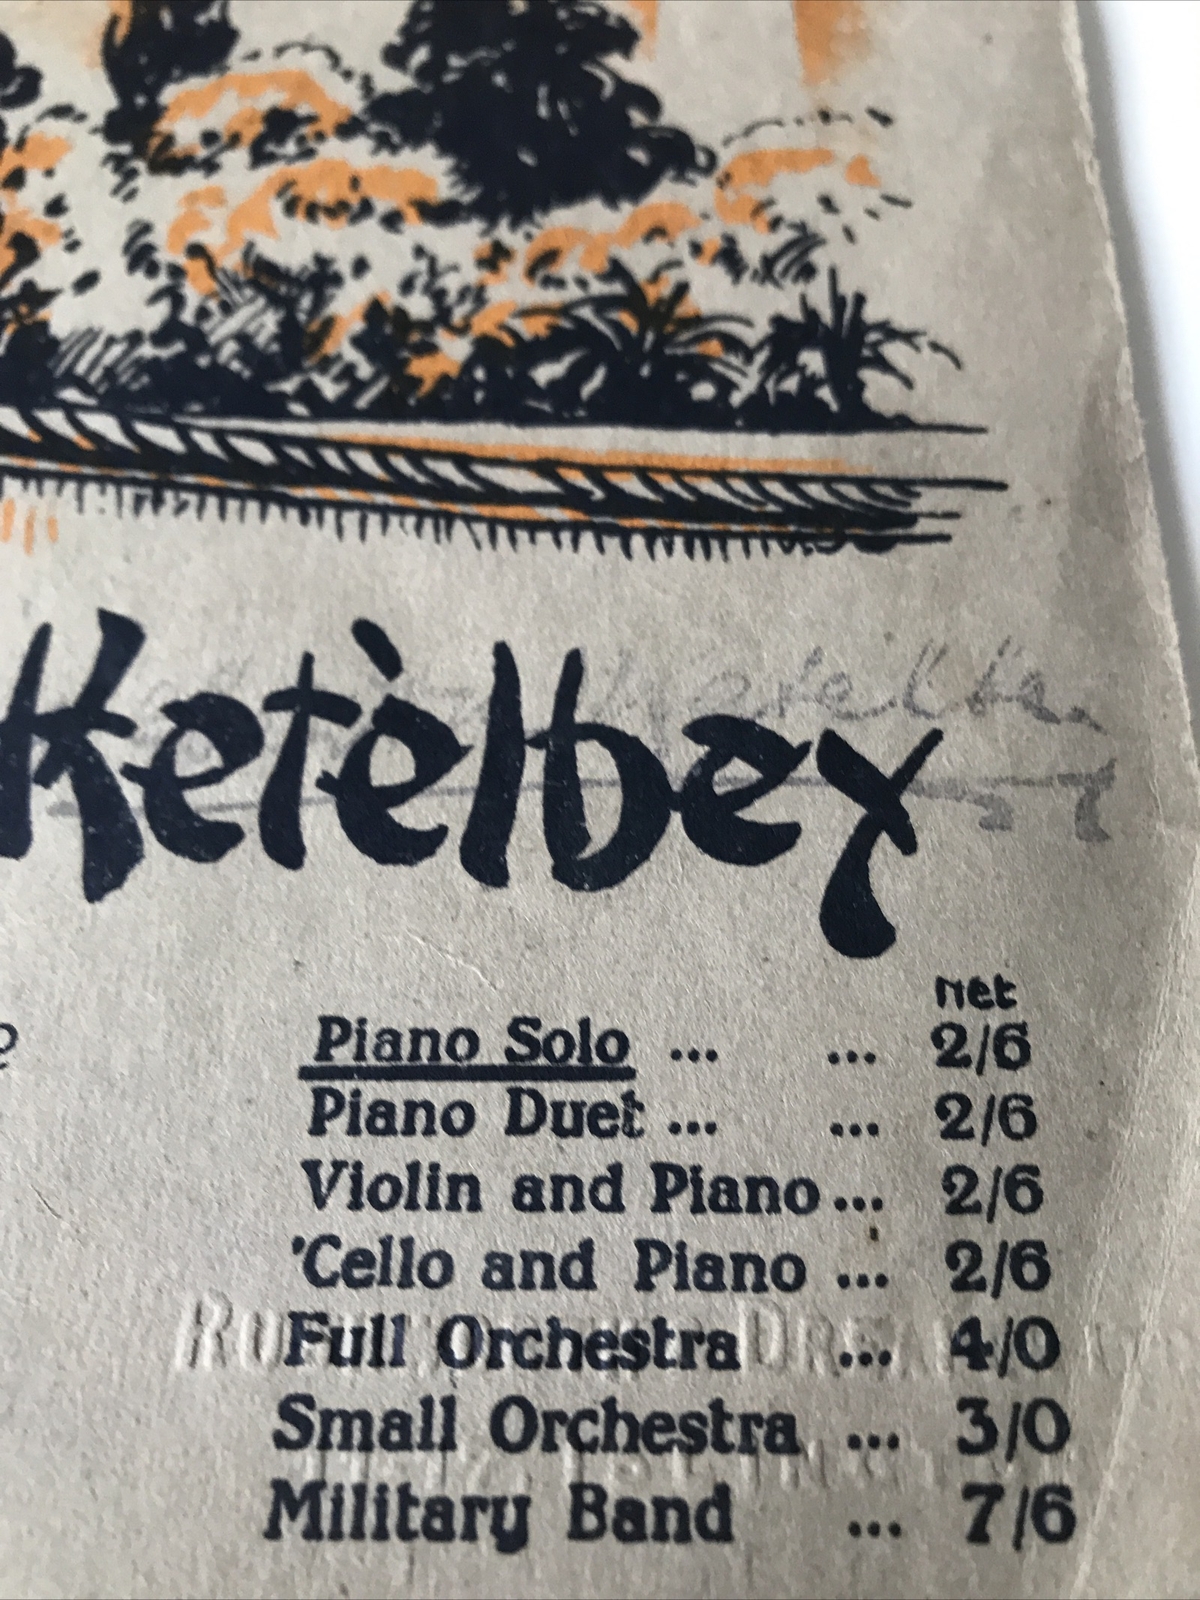 Ketèlbey
net
Piano Solo ... ... 2/6
Piano Duet ... ... 2/6
Violin and Piano ... 2/6
'Cello and Piano ... 2/6
Full Orchestra ... 4/0
Small Orchestra ... 3/0
Military Band ... 7/6